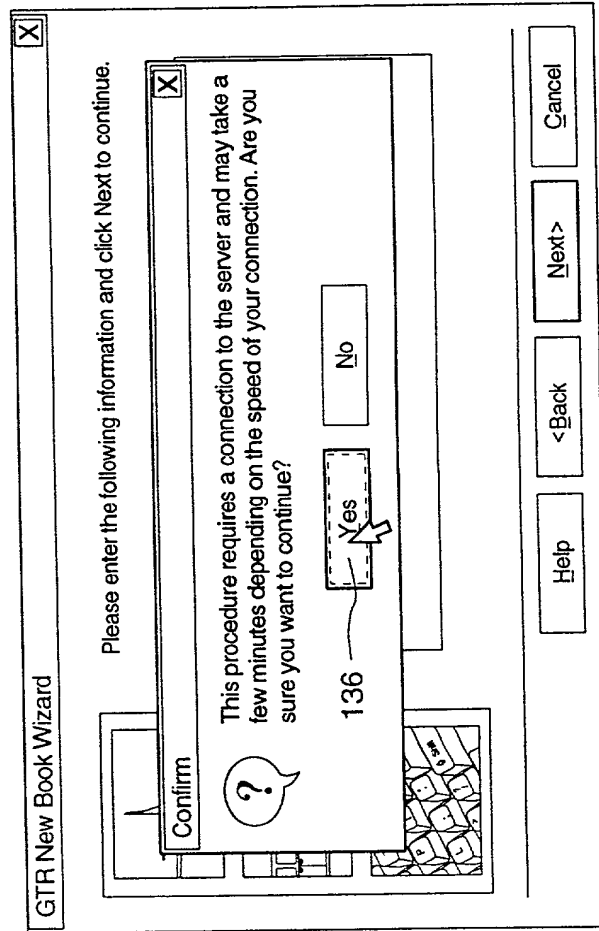 GTR New Book Wizard
X
Please enter the following information and click Next to continue.
Confirm
X
?
This procedure requires a connection to the server and may take a
few minutes depending on the speed of your connection. Are you
sure you want to continue?
136
Yes
No
Help
<Back
Next>
Cancel